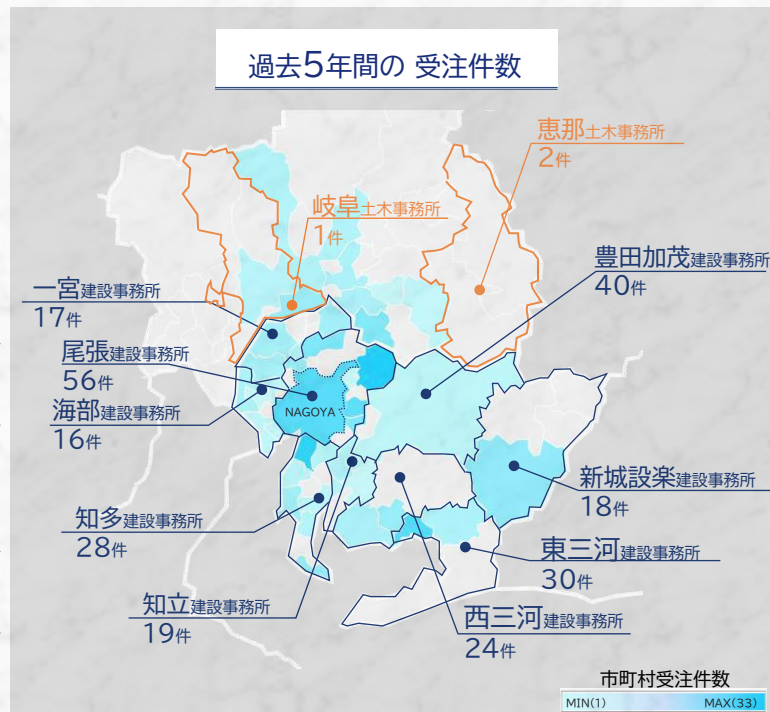 過去5年間の 受注件数
恵那土木事務所
2件
岐阜土木事務所
1件
豊田加茂建設事務所
40件
一宮建設事務所
17件
尾張建設事務所
56件
海部建設事務所
16件
NAGOYA
新城設楽建設事務所
18件
知多建設事務所
28件
東三河建設事務所
30件
知立建設事務所
19件
西三河建設事務所
24件
市町村受注件数
MIN(1) MAX(33)